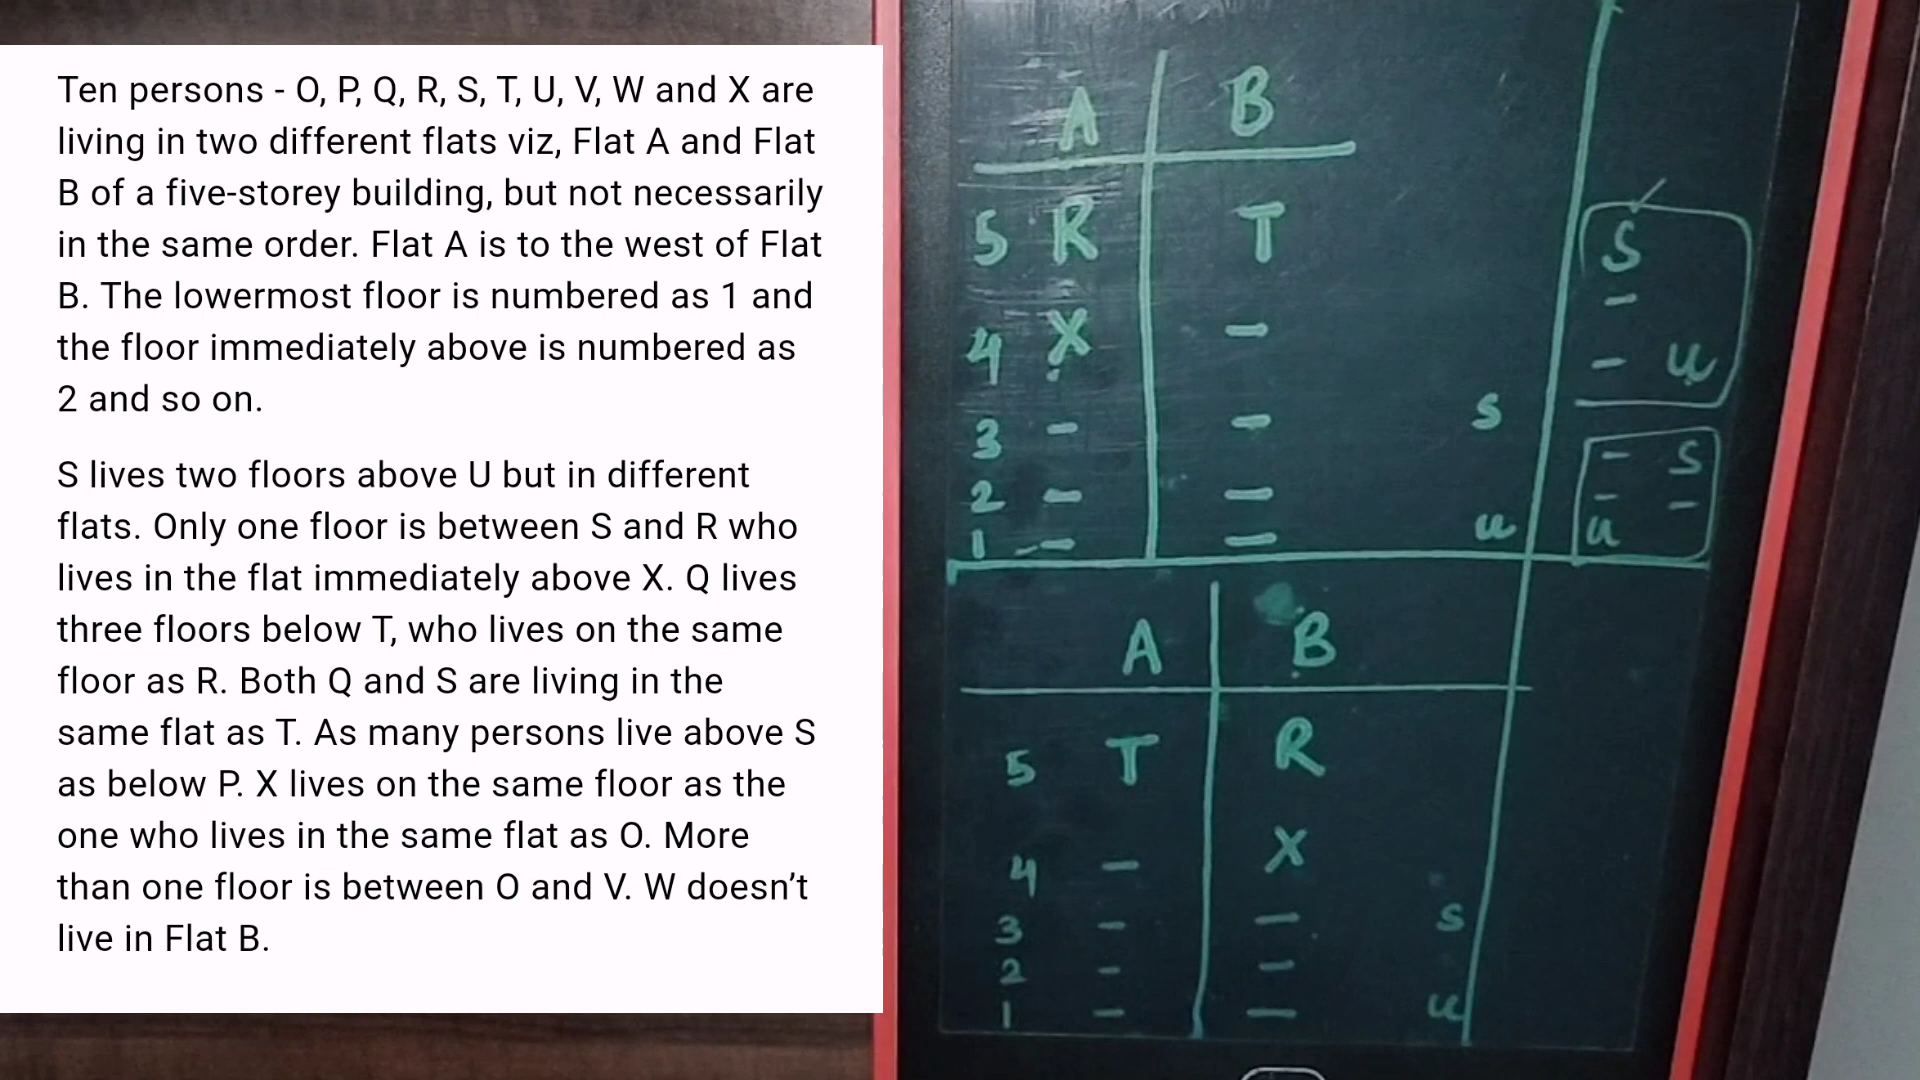 Ten persons - O, P, Q, R, S, T, U, V, W and X are
living in two different flats viz, Flat A and Flat
B of a five-storey building, but not necessarily
in the same order. Flat A is to the west of Flat
B. The lowermost floor is numbered as 1 and
the floor immediately above is numbered as
2 and so on.
S lives two floors above U but in different
flats. Only one floor is between S and R who
lives in the flat immediately above X. Q lives
three floors below T, who lives on the same
floor as R. Both Q and S are living in the
same flat as T. As many persons live above S
as below P. X lives on the same floor as the
one who lives in the same flat as O. More
than one floor is between O and V. W doesn’t
live in Flat B.
A B
5 R T
4 X -
3 - - S
2 - -
1 - - U
S
-
- U
- S
- -
U
A B
5 T R
4 - X
3 - - S
2 - -
1 - - U